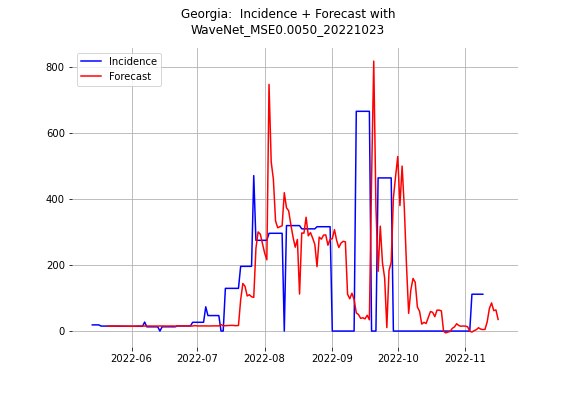 Georgia:  Incidence + Forecast with
WaveNet_MSE0.0050_20221023
Incidence
Forecast
800
600
400
200
0
2022-06 2022-07 2022-08 2022-09 2022-10 2022-11